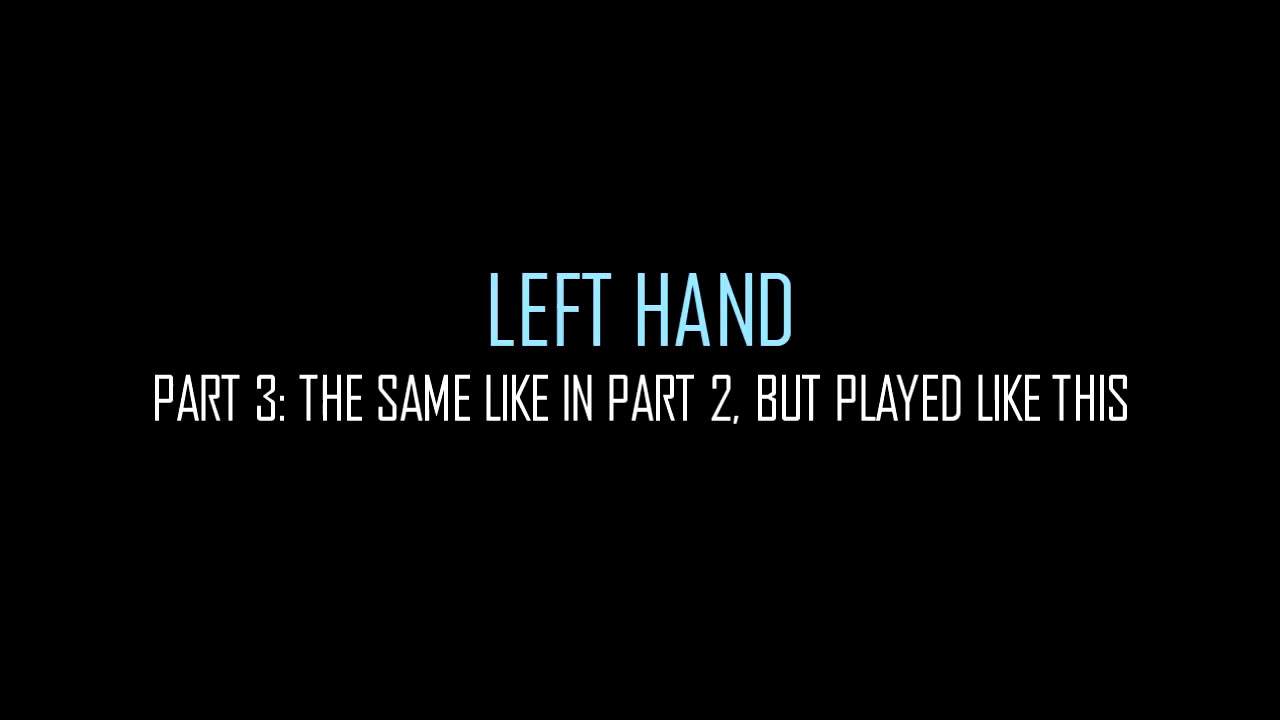 LEFT HAND
PART 3: THE SAME LIKE IN PART 2, BUT PLAYED LIKE THIS